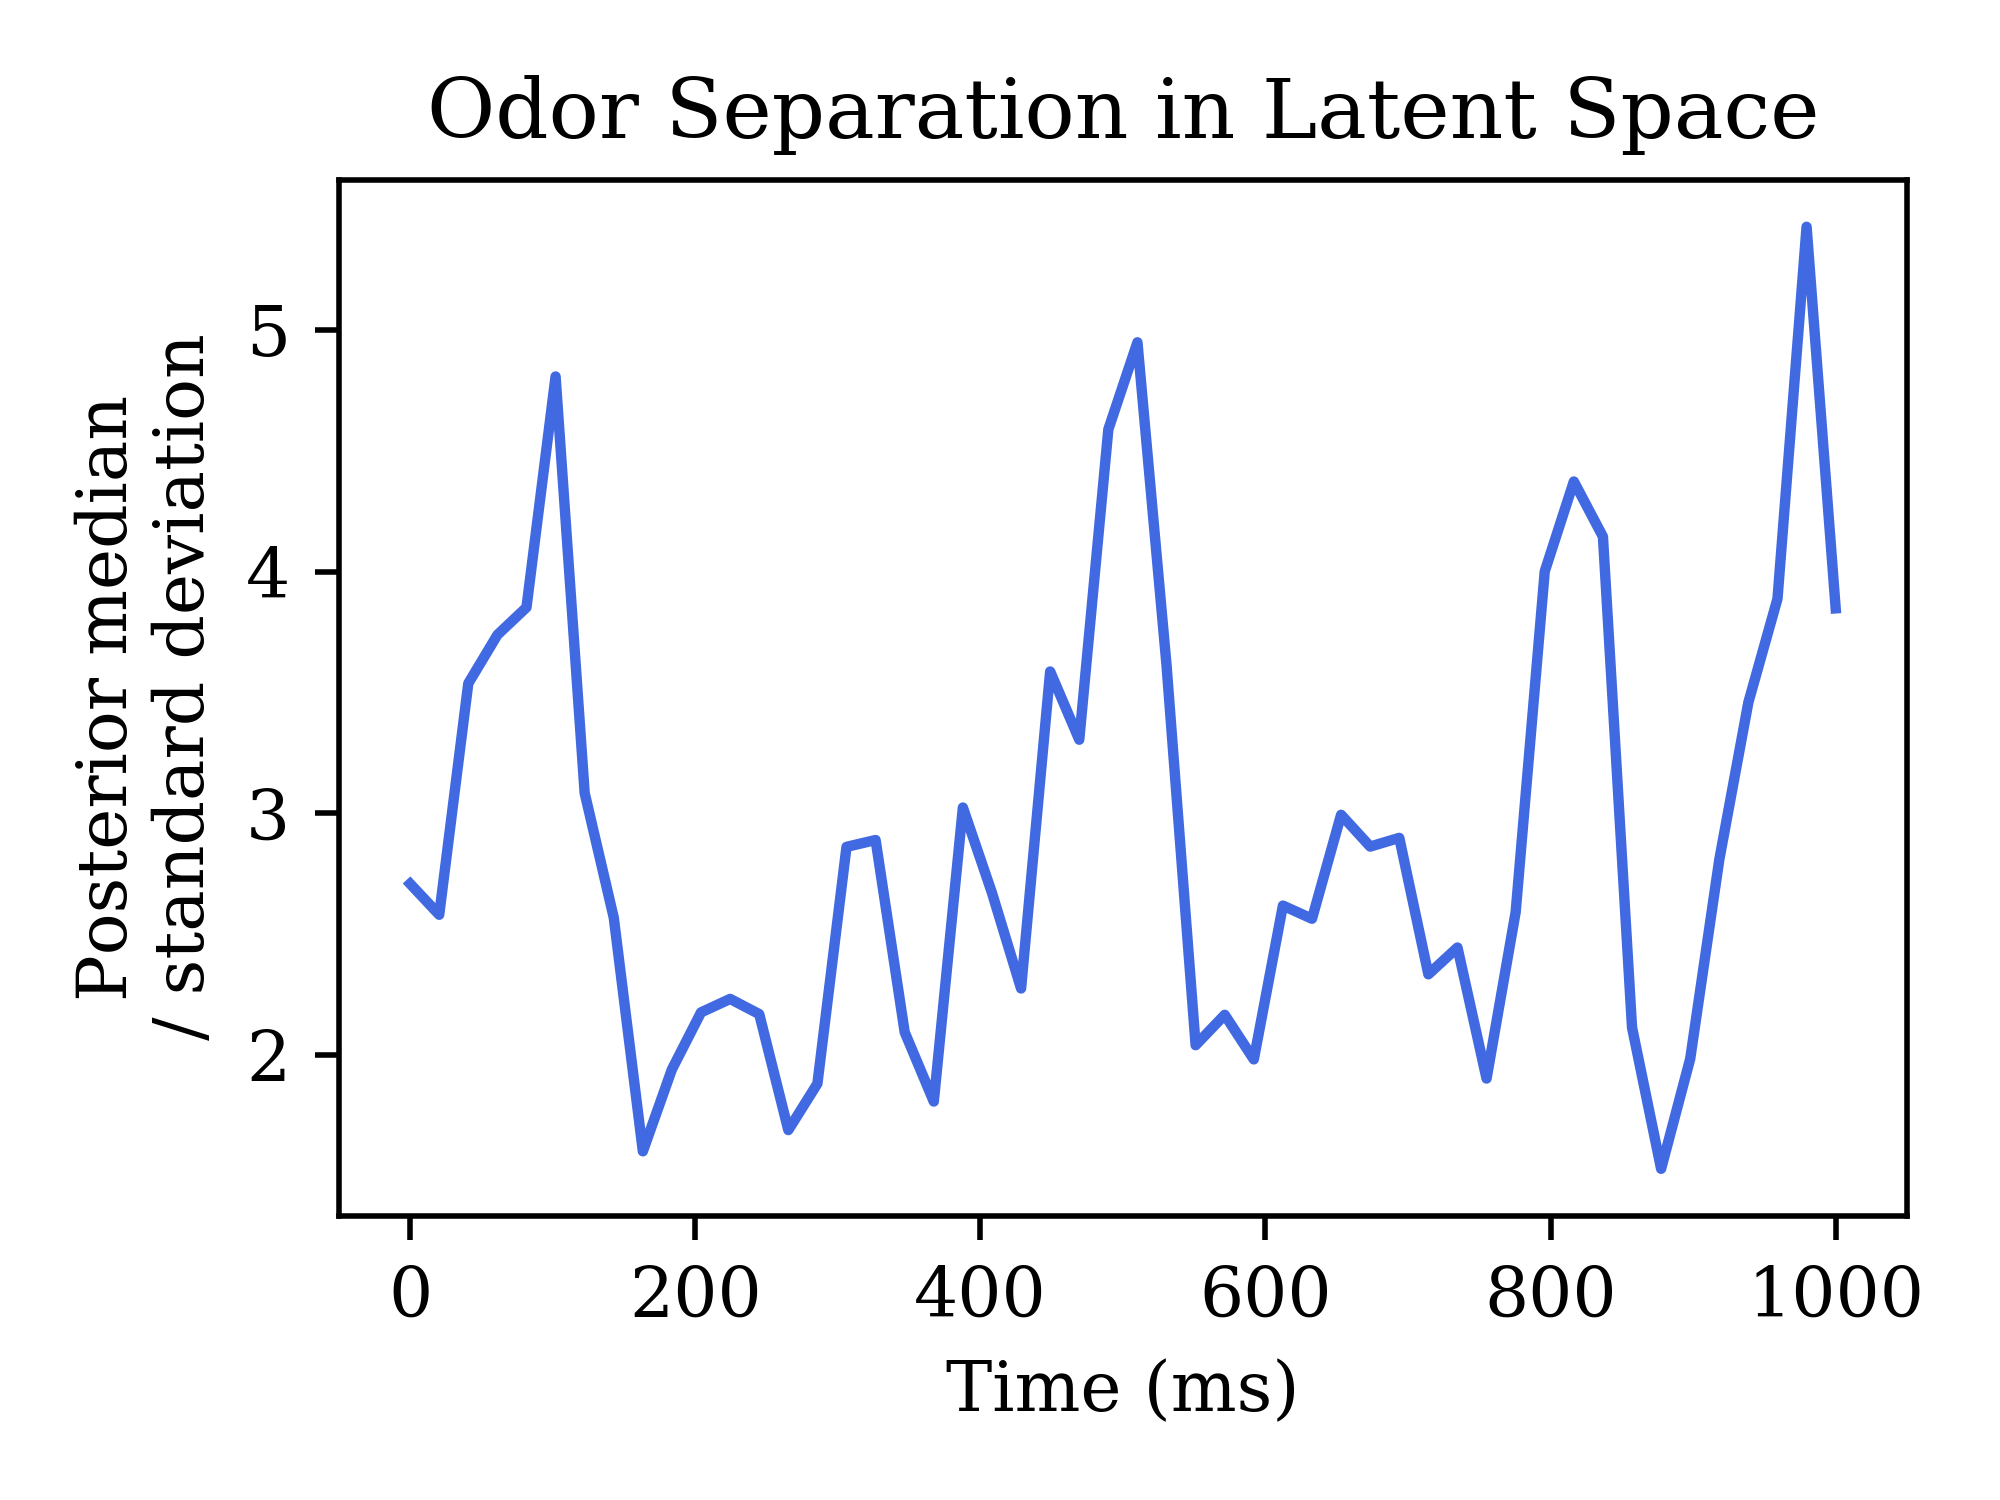 Odor Separation in Latent Space
Posterior median
/ standard deviation
5
4
3
2
0
200
400
600
800
1000
Time (ms)